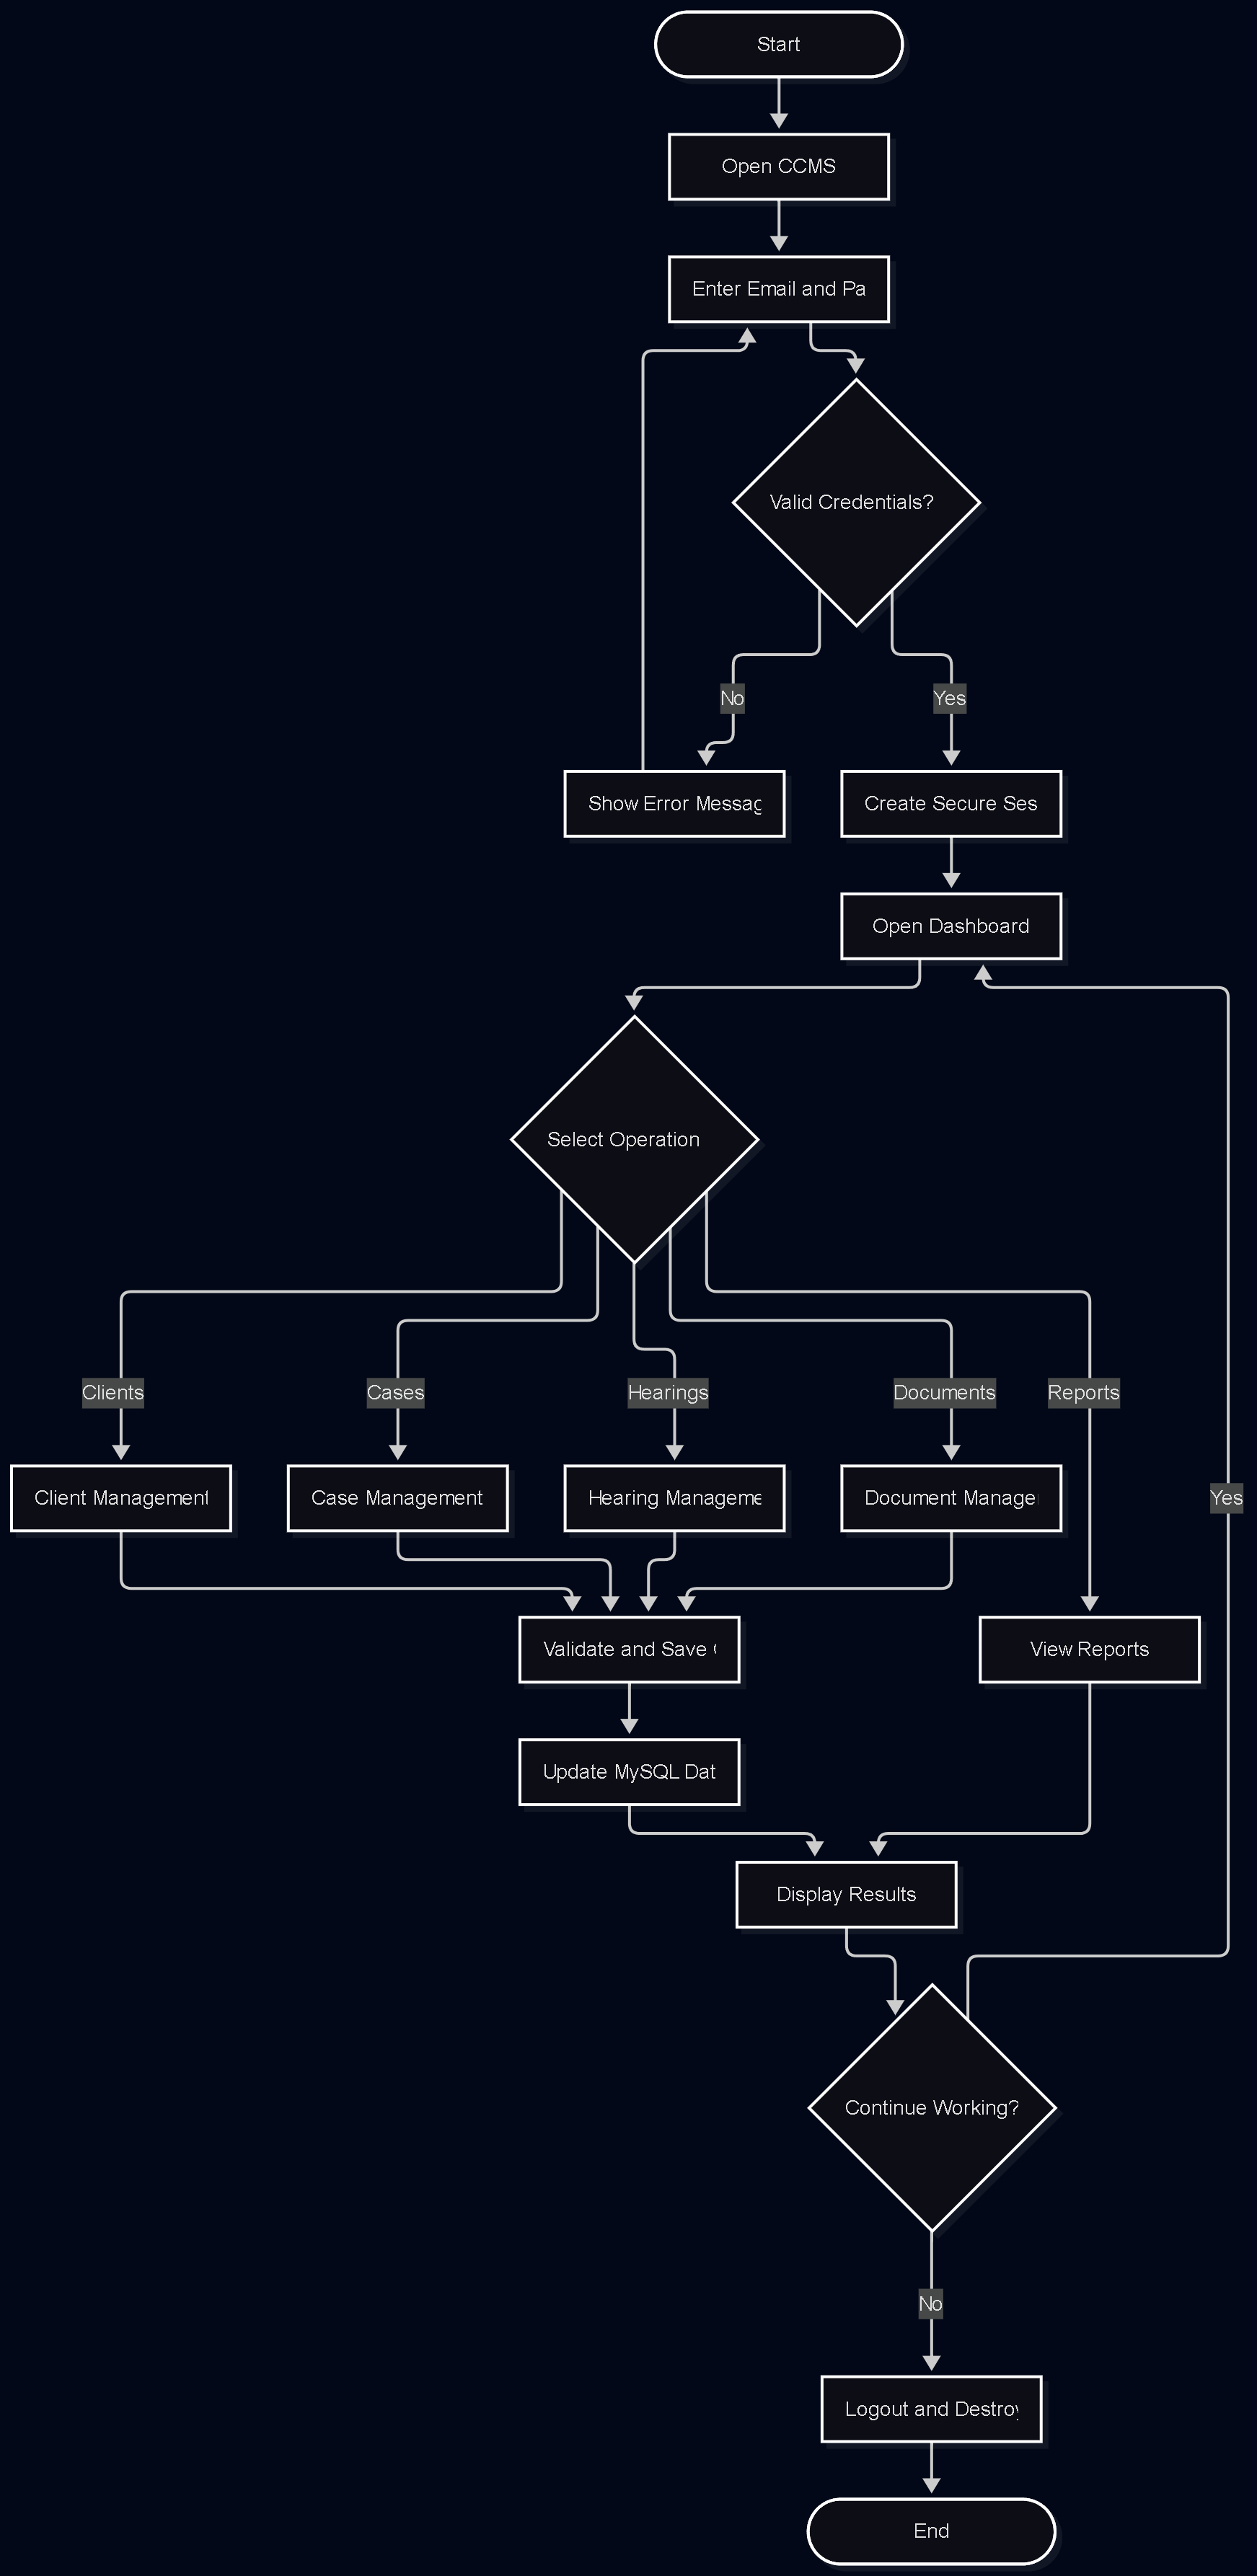 Start
Open CCMS
Enter Email and Pa
Valid Credentials?
No
Yes
Show Error Messag
Create Secure Ses
Open Dashboard
Select Operation
Clients
Cases
Hearings
Documents
Reports
Client Management
Case Management
Hearing Manageme
Document Manage
Yes
Validate and Save
View Reports
Update MySQL Dat
Display Results
Continue Working?
No
Logout and Destroy
End